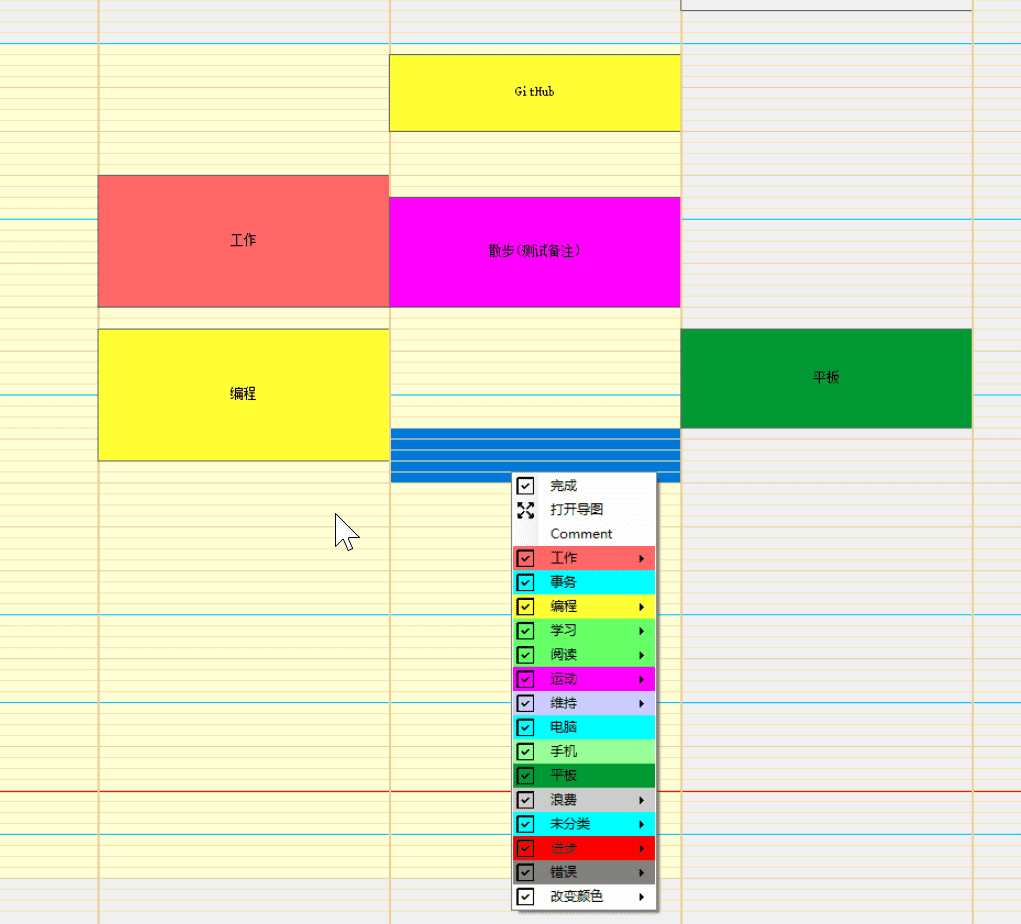 GitHub
工作
散步(测试备注)
编程
平板
完成
打开导图
Comment
工作
事务
编程
学习
阅读
运动
维持
电脑
手机
平板
浪费
未分类
进步
错误
改变颜色